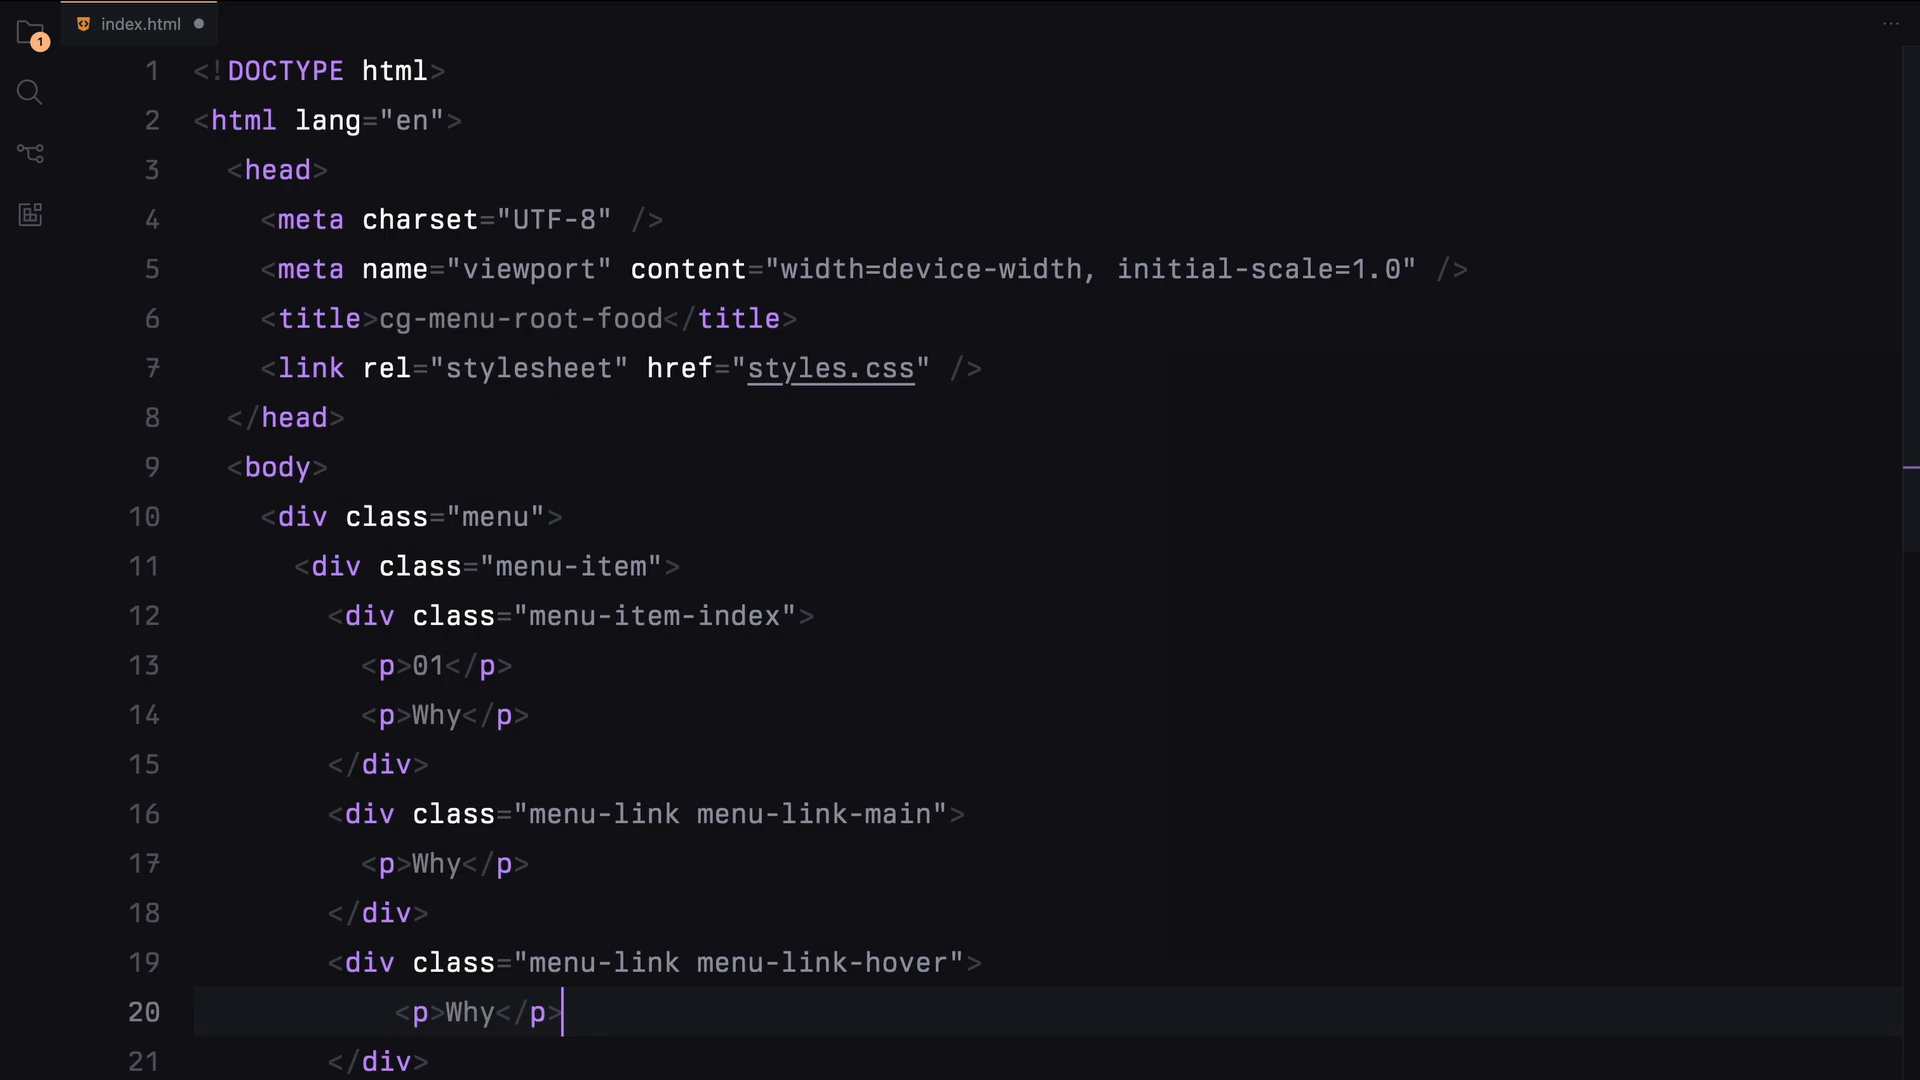 index.html
1
1 <!DOCTYPE html>
2 <html lang="en">
3 <head>
4 <meta charset="UTF-8" />
5 <meta name="viewport" content="width=device-width, initial-scale=1.0" />
6 <title>cg-menu-root-food</title>
7 <link rel="stylesheet" href="styles.css" />
8 </head>
9 <body>
10 <div class="menu">
11 <div class="menu-item">
12 <div class="menu-item-index">
13 <p>01</p>
14 <p>Why</p>
15 </div>
16 <div class="menu-link menu-link-main">
17 <p>Why</p>
18 </div>
19 <div class="menu-link menu-link-hover">
20 <p>Why</p>
21 </div>